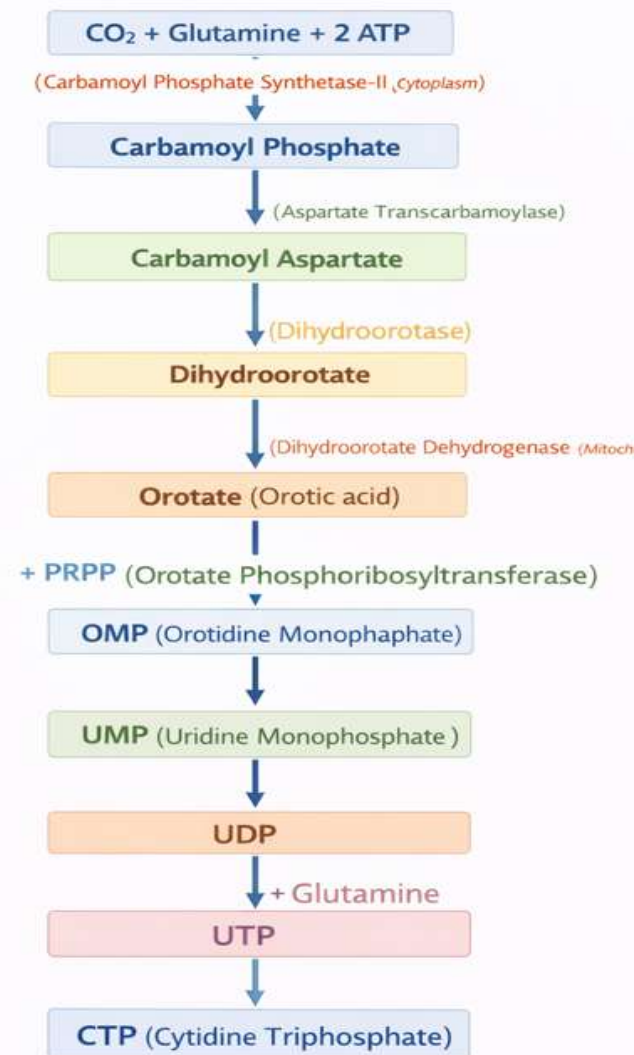 CO₂ + Glutamine + 2 ATP
(Carbamoyl Phosphate Synthetase-II (Cytoplasm)
Carbamoyl Phosphate
(Aspartate Transcarbamoylase)
Carbamoyl Aspartate
(Dihydroorotase)
Dihydroorotate
(Dihydroorotate Dehydrogenase (Mitoch
Orotate (Orotic acid)
+ PRPP (Orotate Phosphoribosyltransferase)
OMP (Orotidine Monophaphate)
UMP (Uridine Monophosphate )
UDP
+ Glutamine
UTP
CTP (Cytidine Triphosphate)